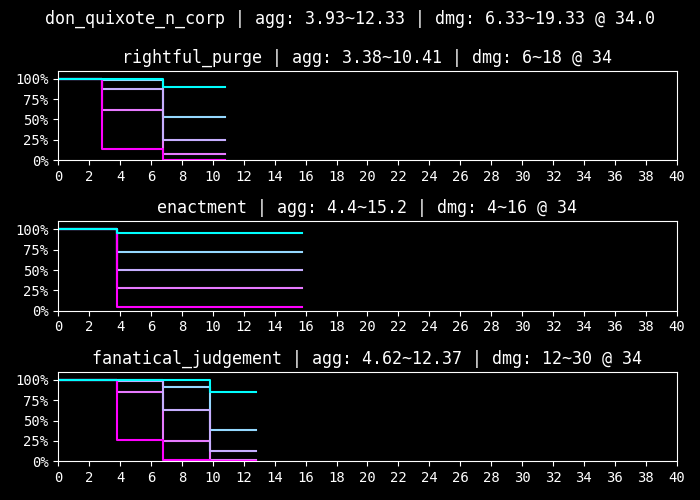 don_quixote_n_corp | agg: 3.93~12.33 | dmg: 6.33~19.33 @ 34.0
rightful_purge | agg: 3.38~10.41 | dmg: 6~18 @ 34
100%
75%
50%
25%
0%
0 2 4 6 8 10 12 14 16 18 20 22 24 26 28 30 32 34 36 38 40
enactment | agg: 4.4~15.2 | dmg: 4~16 @ 34
100%
75%
50%
25%
0%
0 2 4 6 8 10 12 14 16 18 20 22 24 26 28 30 32 34 36 38 40
fanatical_judgement | agg: 4.62~12.37 | dmg: 12~30 @ 34
100%
75%
50%
25%
0%
0 2 4 6 8 10 12 14 16 18 20 22 24 26 28 30 32 34 36 38 40